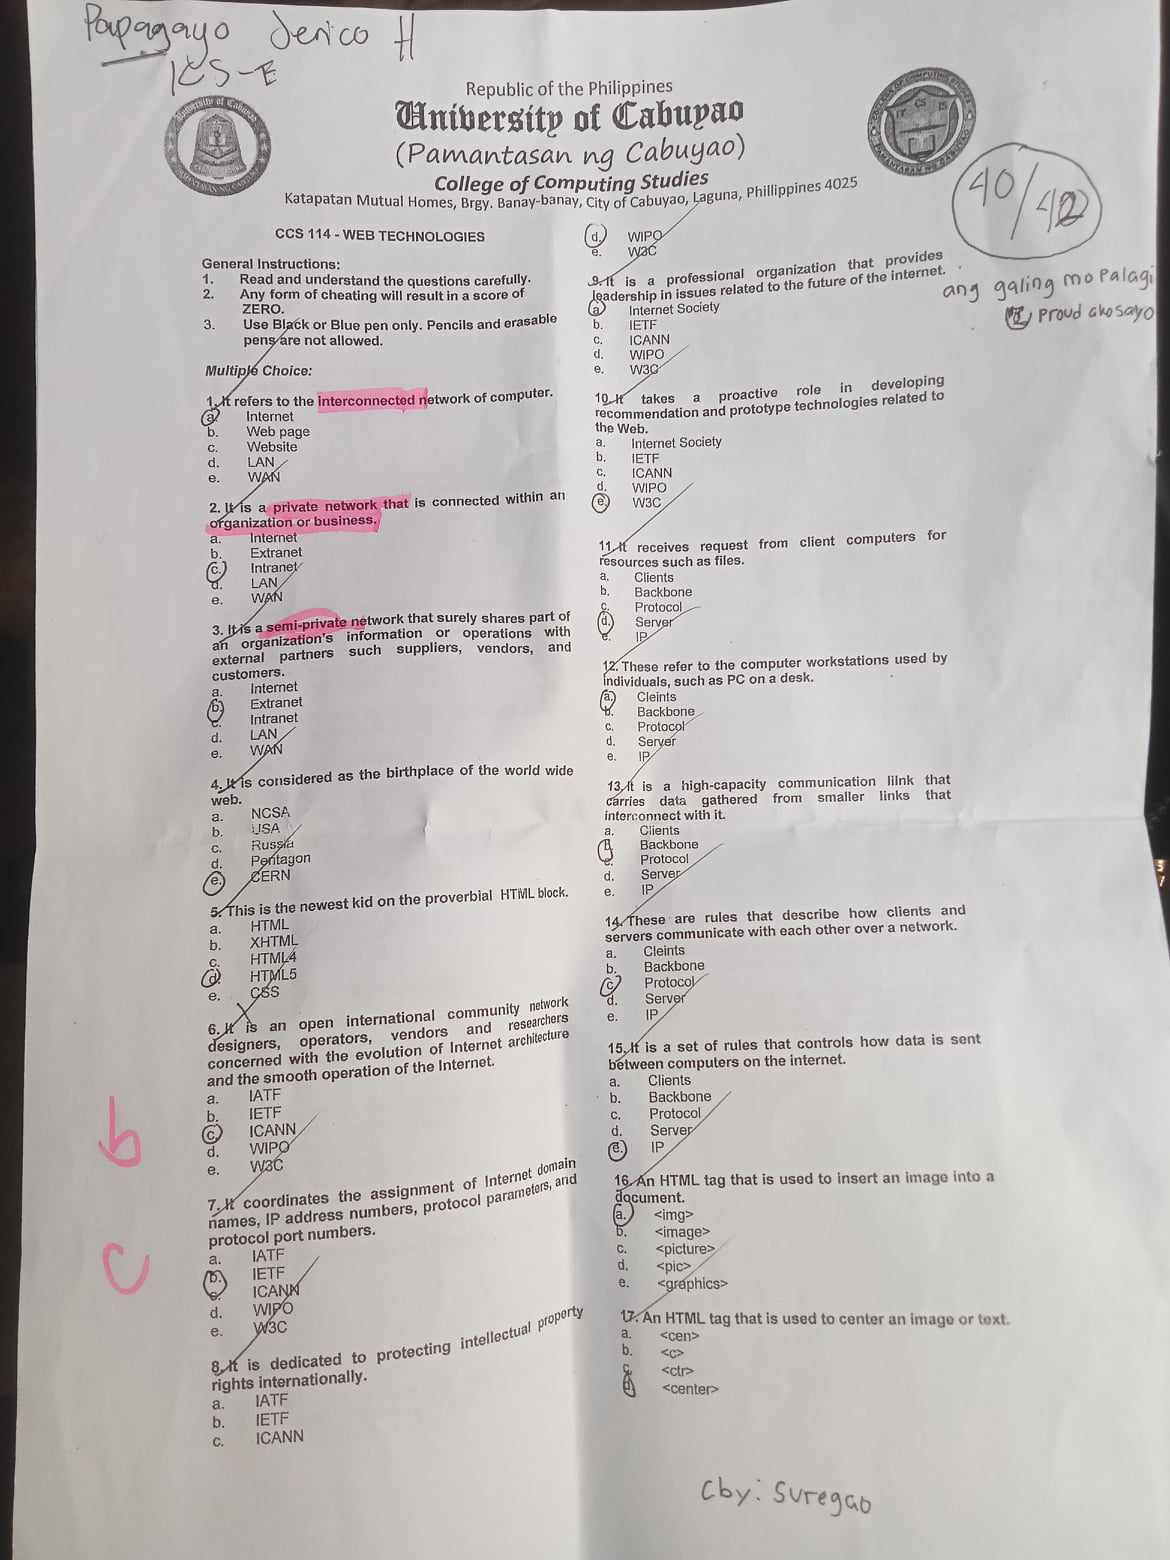 Papagayo Jerico H
1CS-E
Republic of the Philippines
University of Cabuyao
(Pamantasan ng Cabuyao)
College of Computing Studies
Katapatan Mutual Homes, Brgy. Banay-banay, City of Cabuyao, Laguna, Phillippines 4025
40/42
ang galing mo Palagi
Proud ako sayo
CCS 114 - WEB TECHNOLOGIES
General Instructions:
1. Read and understand the questions carefully.
2. Any form of cheating will result in a score of
ZERO.
3. Use Black or Blue pen only. Pencils and erasable
pens are not allowed.
Multiple Choice:
1. It refers to the interconnected network of computer.
a. Internet
b. Web page
c. Website
d. LAN
e. WAN
2. It is a private network that is connected within an
organization or business.
a. Internet
b. Extranet
c. Intranet
d. LAN
e. WAN
3. It is a semi-private network that surely shares part of
an organization's information or operations with
external partners such suppliers, vendors, and
customers.
a. Internet
b. Extranet
c. Intranet
d. LAN
e. WAN
4. It is considered as the birthplace of the world wide
web.
a. NCSA
b. USA
c. Russia
d. Pentagon
e. CERN
5. This is the newest kid on the proverbial HTML block.
a. HTML
b. XHTML
c. HTML4
d. HTML5
e. CSS
6. It is an open international community network
designers, operators, vendors and researchers
concerned with the evolution of Internet architecture
and the smooth operation of the Internet.
a. IATF
b. IETF
c. ICANN
d. WIPO
e. W3C
b
7. It coordinates the assignment of Internet domain
names, IP address numbers, protocol parameters, and
protocol port numbers.
a. IATF
b. IETF
c. ICANN
d. WIPO
e. W3C
c
8. It is dedicated to protecting intellectual property
rights internationally.
a. IATF
b. IETF
c. ICANN
d. WIPO
e. W3C
9. It is a professional organization that provides
leadership in issues related to the future of the internet.
a. Internet Society
b. IETF
c. ICANN
d. WIPO
e. W3C
10. It takes a proactive role in developing
recommendation and prototype technologies related to
the Web.
a. Internet Society
b. IETF
c. ICANN
d. WIPO
e. W3C
11. It receives request from client computers for
resources such as files.
a. Clients
b. Backbone
c. Protocol
d. Server
e. IP
12. These refer to the computer workstations used by
individuals, such as PC on a desk.
a. Cleints
b. Backbone
c. Protocol
d. Server
e. IP
13. It is a high-capacity communication lilnk that
carries data gathered from smaller links that
interconnect with it.
a. Clients
b. Backbone
c. Protocol
d. Server
e. IP
14. These are rules that describe how clients and
servers communicate with each other over a network.
a. Cleints
b. Backbone
c. Protocol
d. Server
e. IP
15. It is a set of rules that controls how data is sent
between computers on the internet.
a. Clients
b. Backbone
c. Protocol
d. Server
e. IP
16. An HTML tag that is used to insert an image into a
document.
a. <img>
b. <image>
c. <picture>
d. <pic>
e. <graphics>
17. An HTML tag that is used to center an image or text.
a. <cen>
b. <c>
c. <ctr>
d. <center>
Cby: Suregao